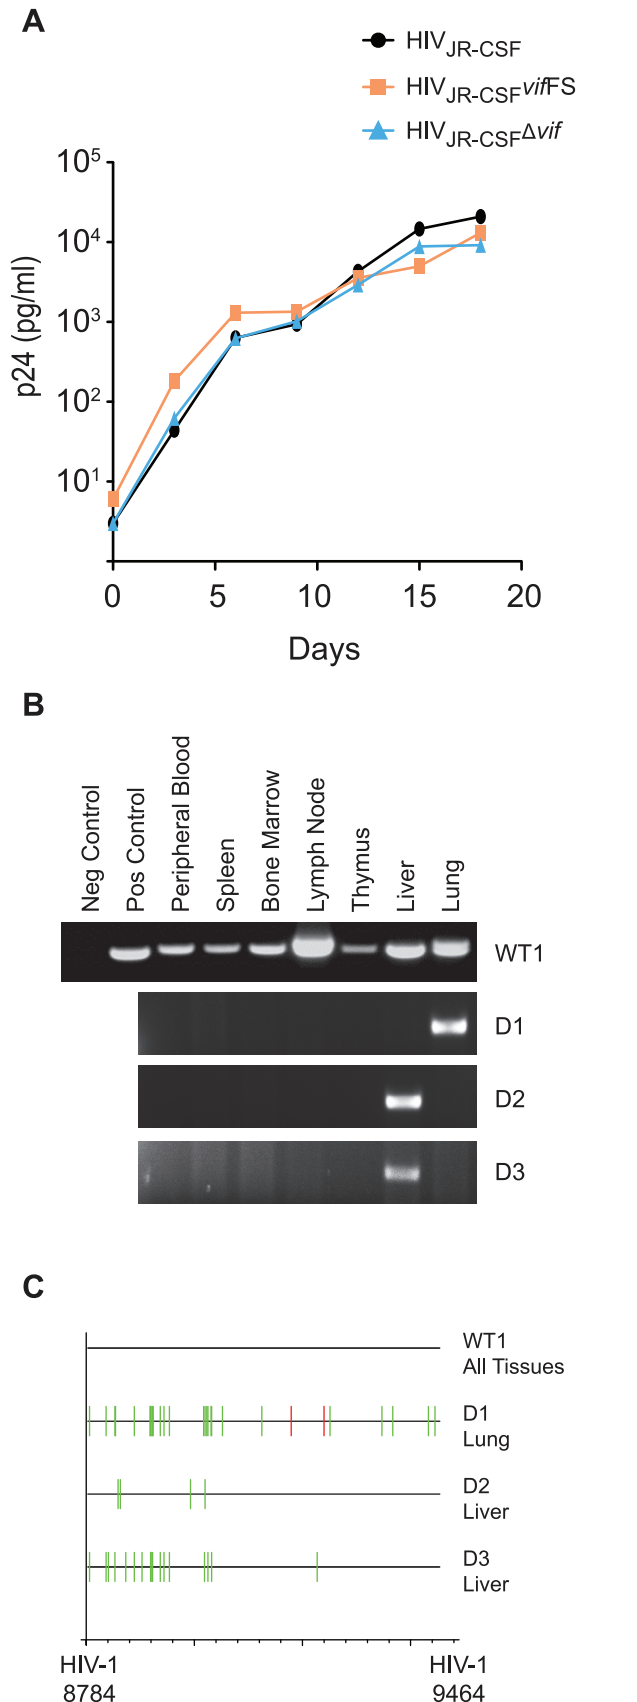 A
HIVJR-CSF
HIVJR-CSFvifFS
HIVJR-CSFΔvif
10⁵
10⁴
10³
10²
10¹
p24 (pg/ml)
0 5 10 15 20
Days
B
Neg Control
Pos Control
Peripheral Blood
Spleen
Bone Marrow
Lymph Node
Thymus
Liver
Lung
WT1
D1
D2
D3
C
WT1
All Tissues
D1
Lung
D2
Liver
D3
Liver
HIV-1 HIV-1
8784 9464